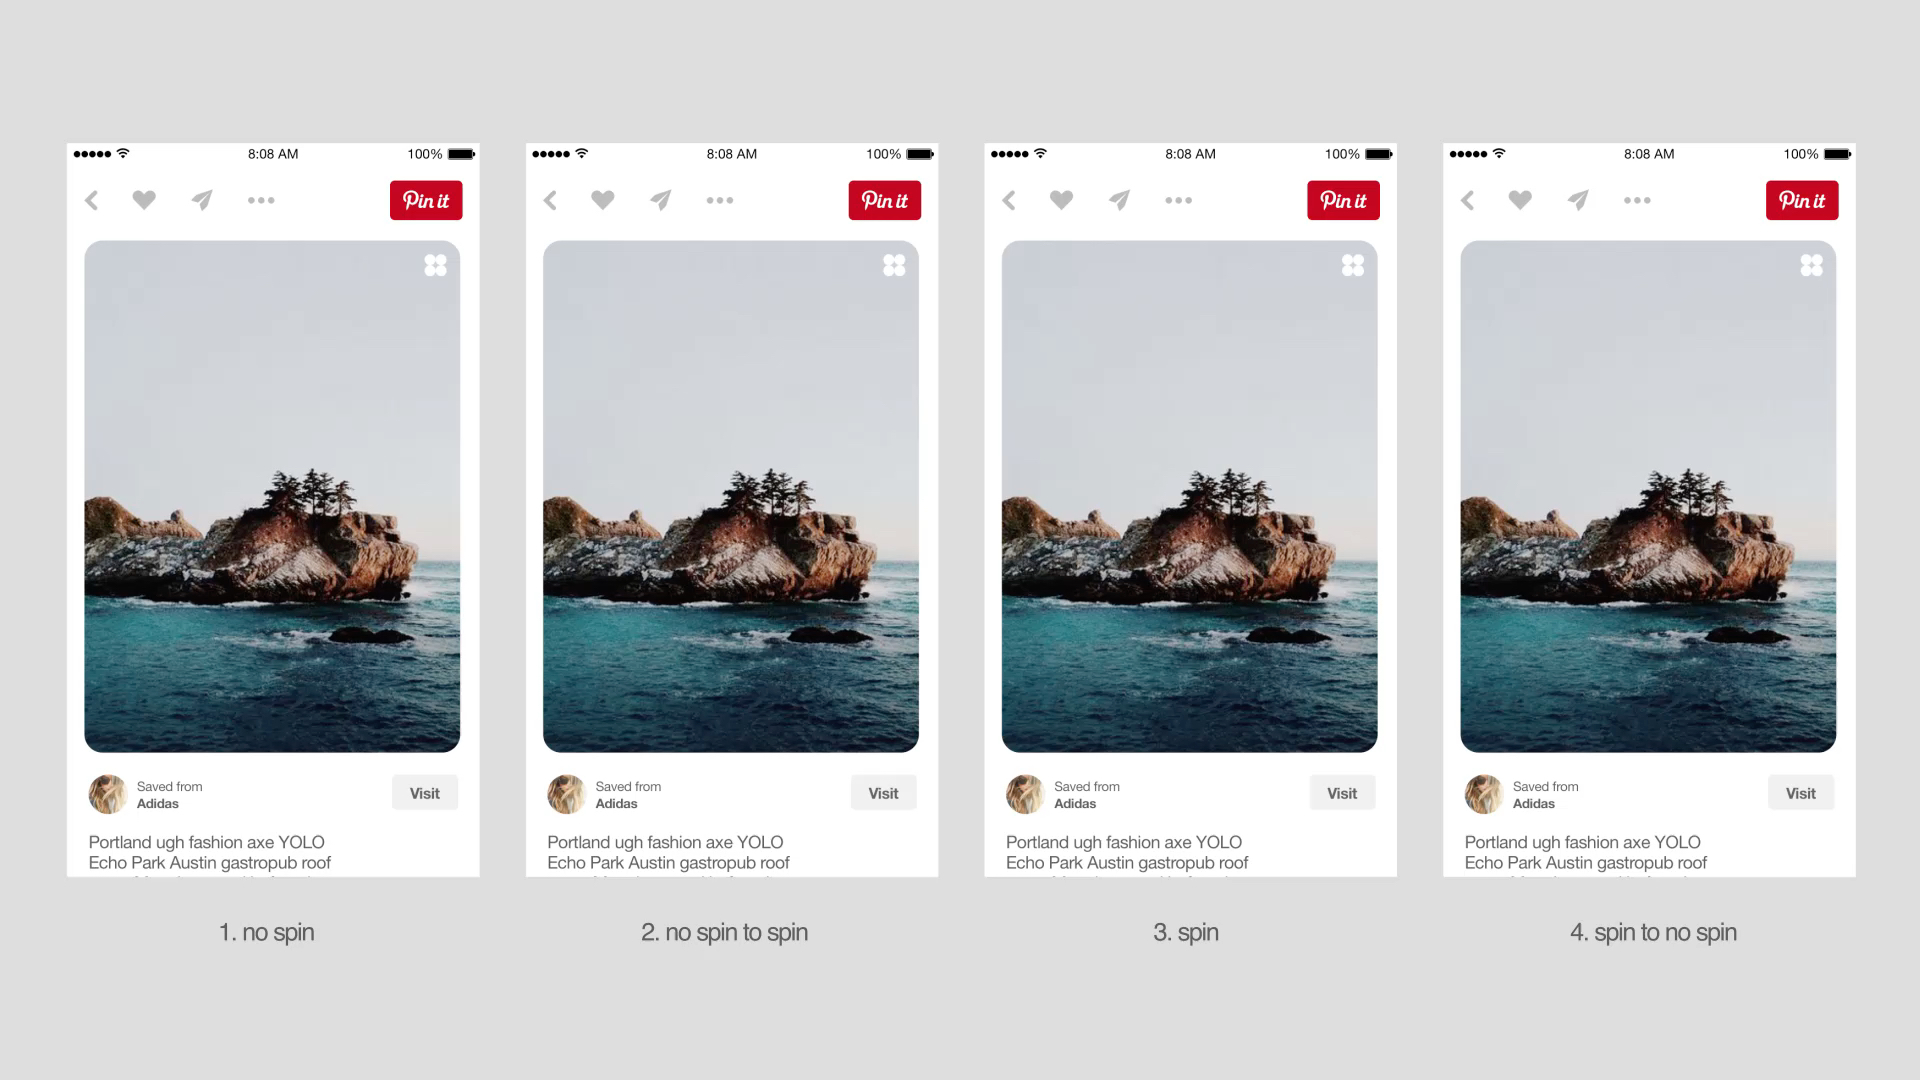 8:08 AM 100%
Pin it
Saved from
Adidas
Visit
Portland ugh fashion axe YOLO
Echo Park Austin gastropub roof
1. no spin
8:08 AM 100%
Pin it
Saved from
Adidas
Visit
Portland ugh fashion axe YOLO
Echo Park Austin gastropub roof
2. no spin to spin
8:08 AM 100%
Pin it
Saved from
Adidas
Visit
Portland ugh fashion axe YOLO
Echo Park Austin gastropub roof
3. spin
8:08 AM 100%
Pin it
Saved from
Adidas
Visit
Portland ugh fashion axe YOLO
Echo Park Austin gastropub roof
4. spin to no spin